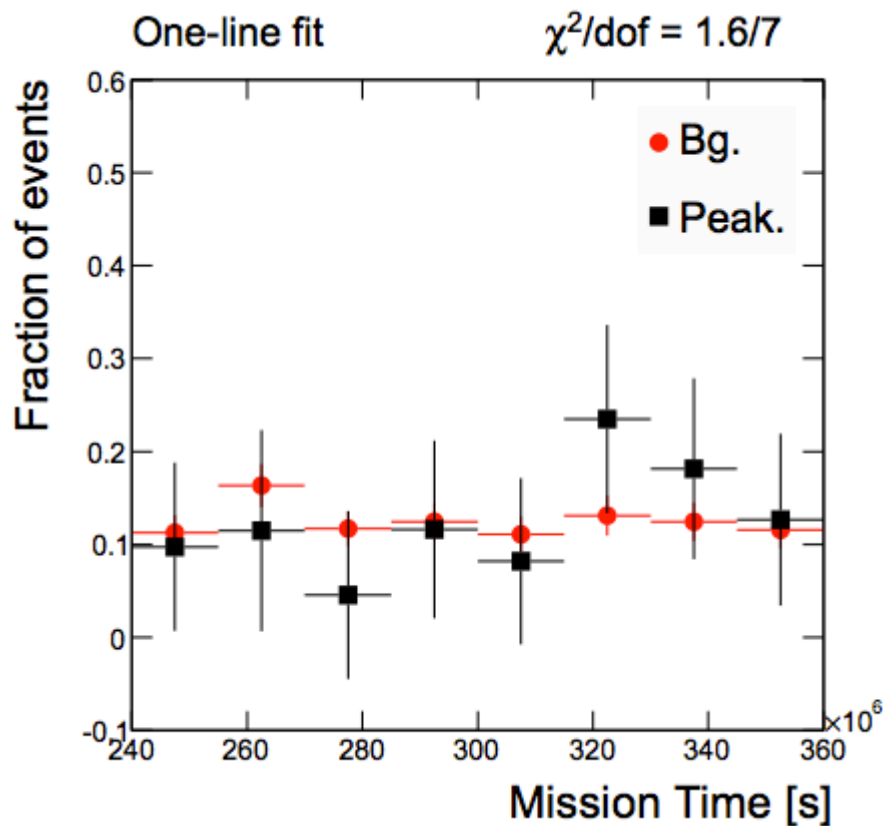 One-line fit χ²/dof = 1.6/7
Fraction of events
0.6
0.5
0.4
0.3
0.2
0.1
0
-0.1
Bg.
Peak.
240 260 280 300 320 340 360
×10⁶
Mission Time [s]